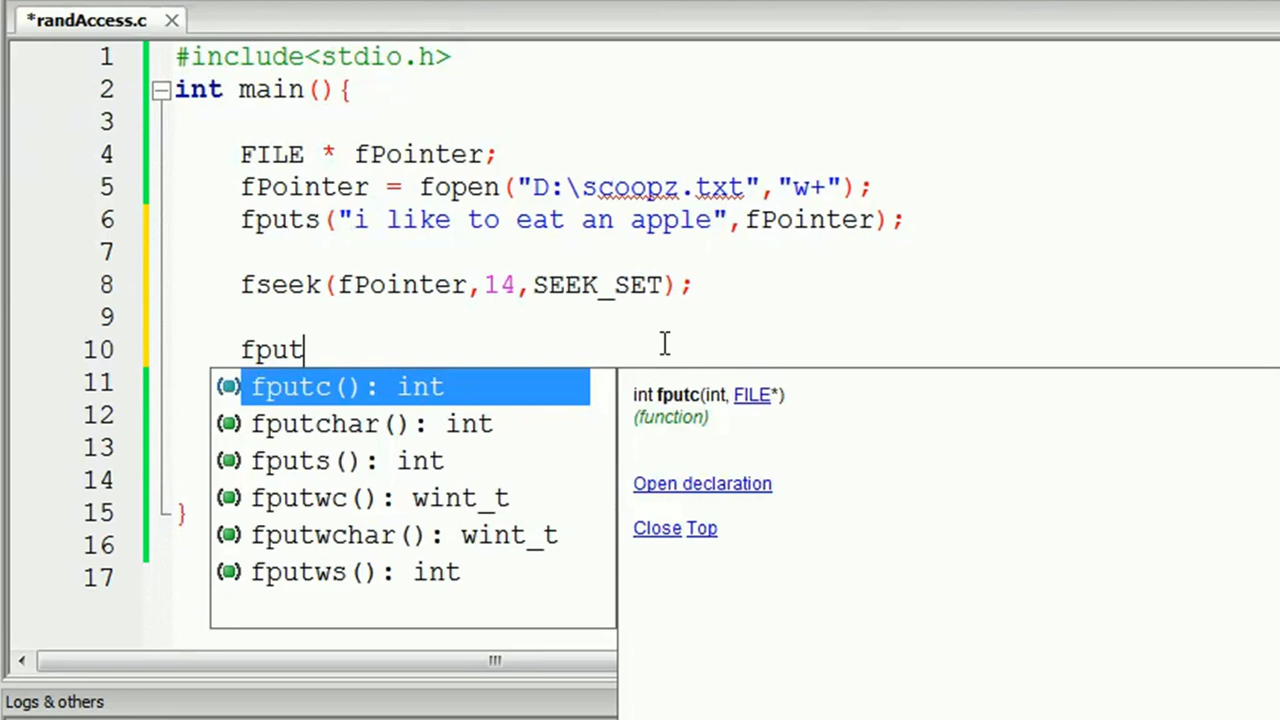 *randAccess.c
1 #include<stdio.h>
2 int main(){
3
4 FILE * fPointer;
5 fPointer = fopen("D:\scoopz.txt","w+");
6 fputs("i like to eat an apple",fPointer);
7
8 fseek(fPointer,14,SEEK_SET);
9
10 fput
11 fputc(): int
int fputc(int, FILE*)
(function)
12 fputchar(): int
13 fputs(): int
Open declaration
14 fputwc(): wint_t
15 } fputwchar(): wint_t
Close Top
16 fputws(): int
17
Logs & others